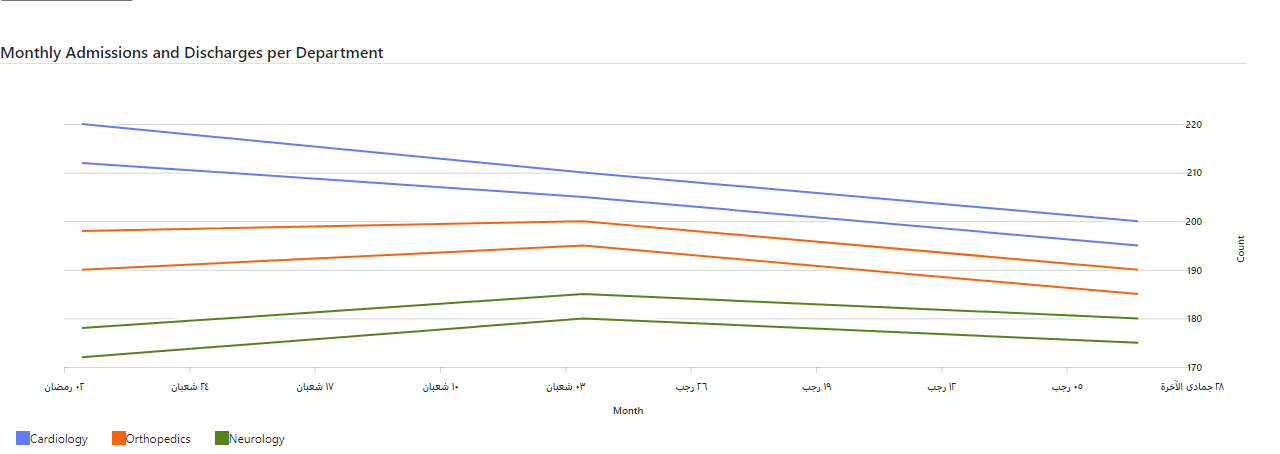 Monthly Admissions and Discharges per Department
220
210
200
190
180
170
Count
٠٢ رمضان
٢٤ شعبان
١٧ شعبان
١٠ شعبان
٠٣ شعبان
٢٦ رجب
١٩ رجب
١٢ رجب
٠٥ رجب
٢٨ جمادى الآخرة
Month
Cardiology Orthopedics Neurology